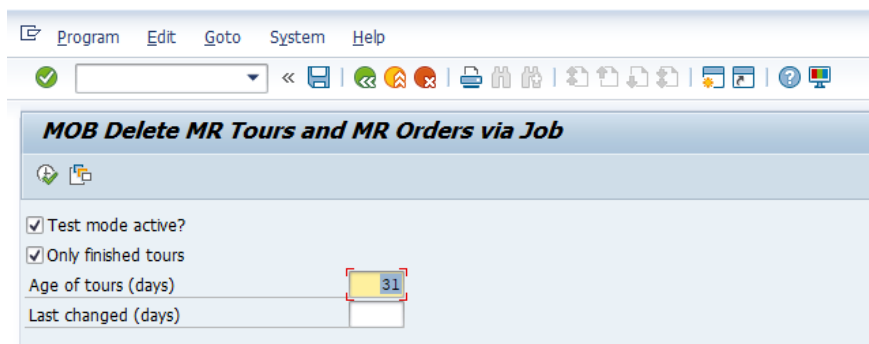 Program Edit Goto System Help
MOB Delete MR Tours and MR Orders via Job
Test mode active?
Only finished tours
Age of tours (days) 31
Last changed (days)